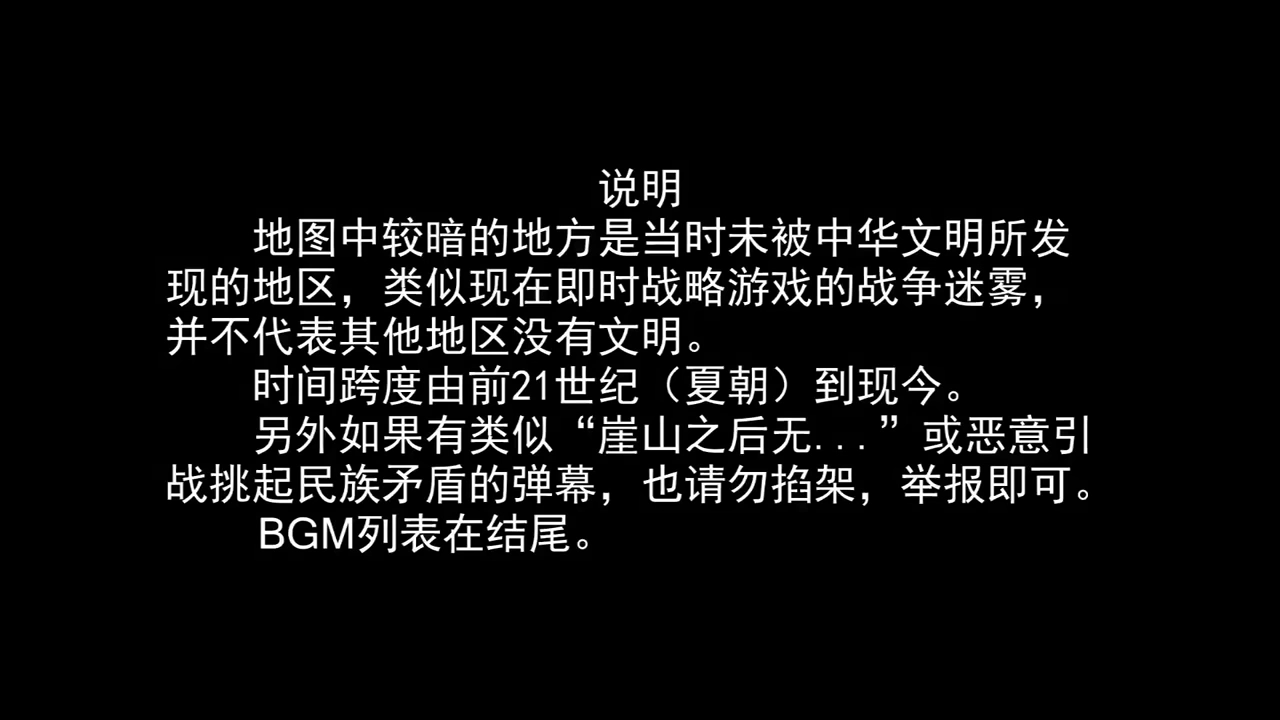 说明
地图中较暗的地方是当时未被中华文明所发
现的地区，类似现在即时战略游戏的战争迷雾，
并不代表其他地区没有文明。
时间跨度由前21世纪（夏朝）到现今。
另外如果有类似“崖山之后无...”或恶意引
战挑起民族矛盾的弹幕，也请勿掐架，举报即可。
BGM列表在结尾。